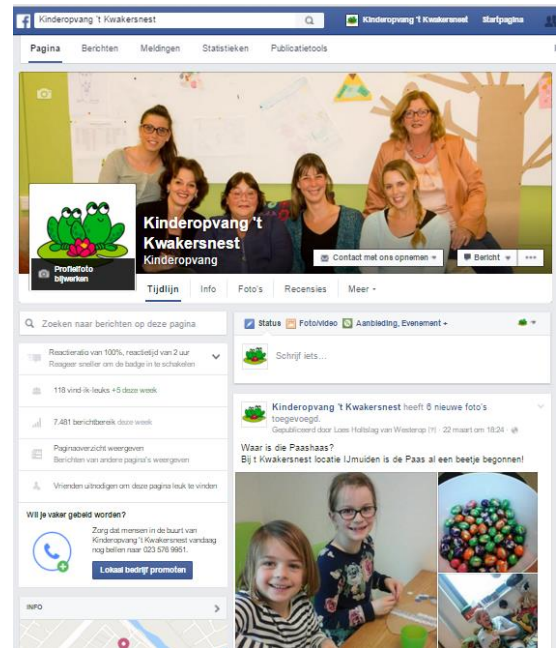 Kinderopvang 't Kwakersnest
Kinderopvang 't Kwakersnest
Startpagina
Pagina
Berichten
Meldingen
Statistieken
Publicatietools
Kinderopvang 't
Kwakersnest
Kinderopvang
Profielfoto
bijwerken
Contact met ons opnemen
Bericht
Tijdlijn
Info
Foto's
Recensies
Meer
Zoeken naar berichten op deze pagina
Reactieratio van 100%, reactietijd van 2 uur
Reageer sneller om de badge in te schakelen
118 vind-ik-leuks +5 deze week
7.481 berichtbereik deze week
Paginaoverzicht weergeven
Berichten van andere pagina's weergeven
Vrienden uitnodigen om deze pagina leuk te vinden
Wil je vaker gebeld worden?
Zorg dat mensen in de buurt van
Kinderopvang 't Kwakersnest vandaag
nog bellen naar 023 576 9951.
Lokaal bedrijf promoten
INFO
Status
Foto/video
Aanbieding, Evenement +
Schrijf iets...
Kinderopvang 't Kwakersnest heeft 6 nieuwe foto's
toegevoegd.
Gepubliceerd door Loes Holtslag van Westerop [?] · 22 maart om 18:24 ·
Waar is die Paashaas?
Bij t Kwakersnest locatie IJmuiden is de Paas al een beetje begonnen!